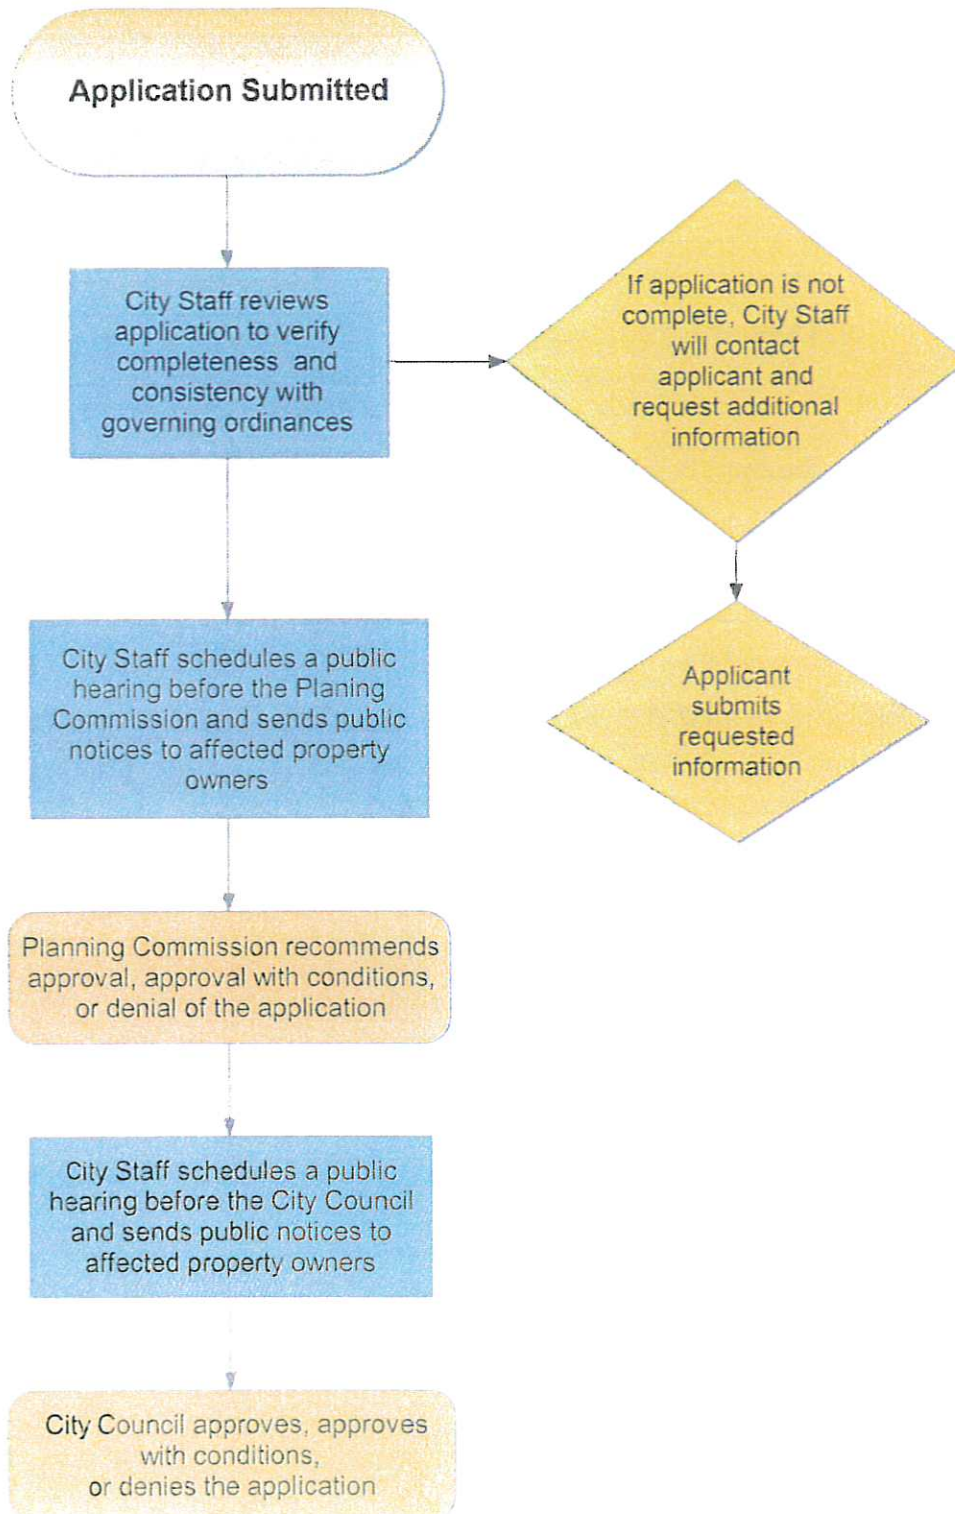 Application Submitted
City Staff reviews
application to verify
completeness and
consistency with
governing ordinances
If application is not
complete, City Staff
will contact
applicant and
request additional
information
City Staff schedules a public
hearing before the Planing
Commission and sends public
notices to affected property
owners
Applicant
submits
requested
information
Planning Commission recommends
approval, approval with conditions,
or denial of the application
City Staff schedules a public
hearing before the City Council
and sends public notices to
affected property owners
City Council approves, approves
with conditions,
or denies the application